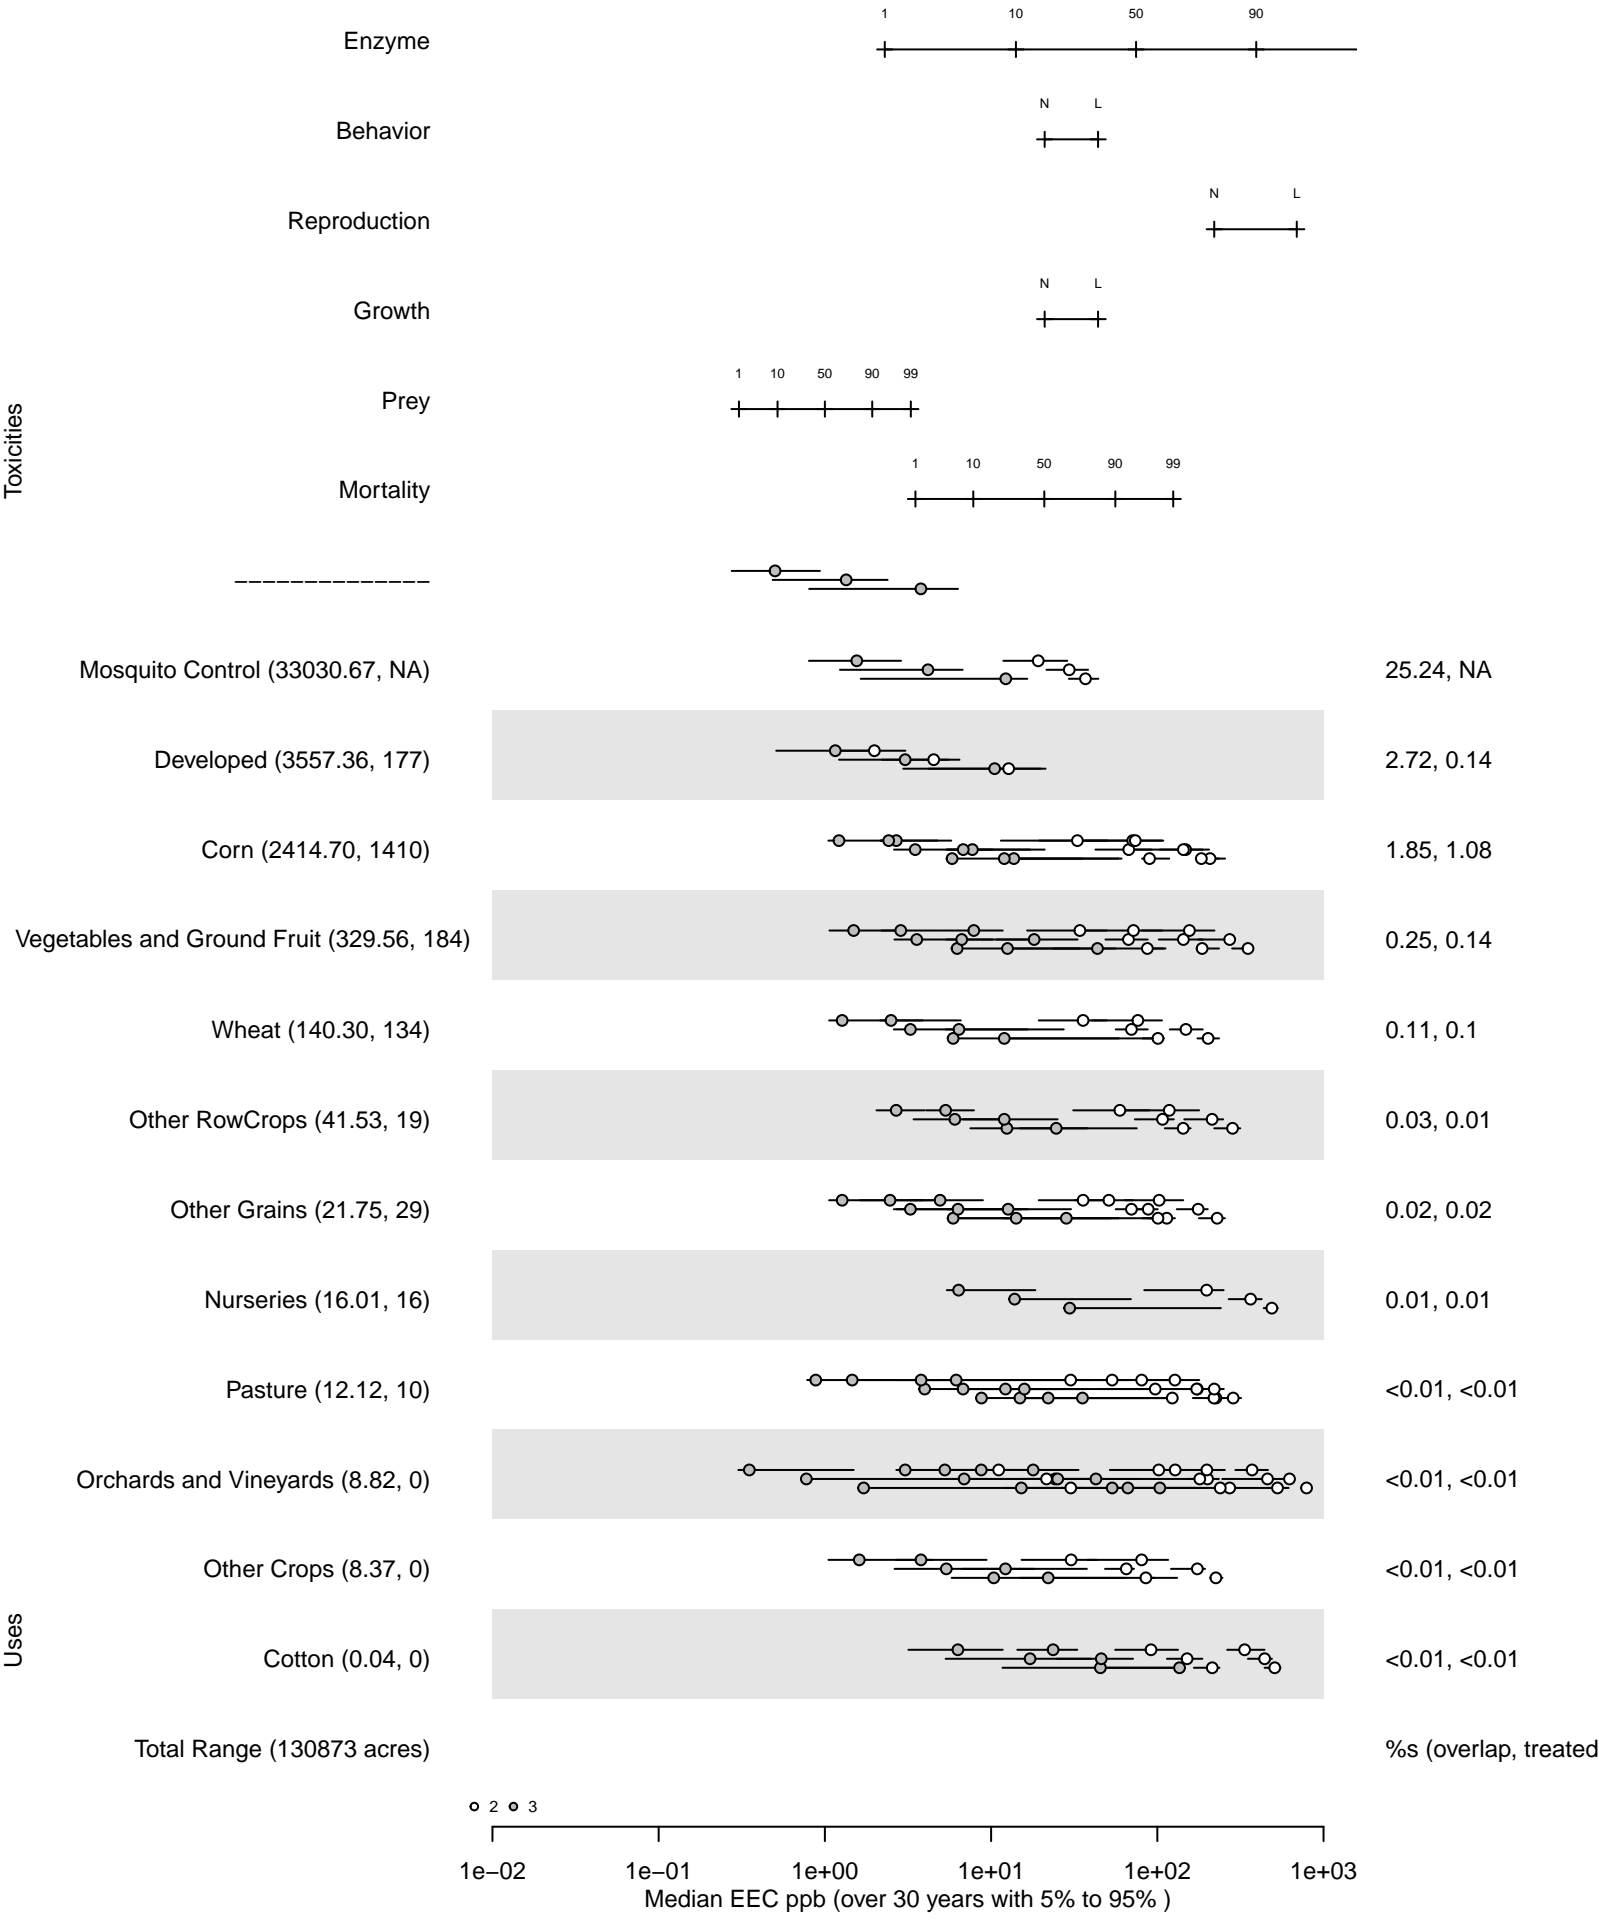 1 10 50 90
Enzyme
N L
Behavior
N L
Reproduction
N L
Growth
1 10 50 90 99
Prey
Toxicities
1 10 50 90 99
Mortality
−−−−−−−−−−−−−−
Mosquito Control (33030.67, NA) 25.24, NA
Developed (3557.36, 177) 2.72, 0.14
Corn (2414.70, 1410) 1.85, 1.08
Vegetables and Ground Fruit (329.56, 184) 0.25, 0.14
Wheat (140.30, 134) 0.11, 0.1
Other RowCrops (41.53, 19) 0.03, 0.01
Other Grains (21.75, 29) 0.02, 0.02
Nurseries (16.01, 16) 0.01, 0.01
Pasture (12.12, 10) <0.01, <0.01
Orchards and Vineyards (8.82, 0) <0.01, <0.01
Other Crops (8.37, 0) <0.01, <0.01
Uses
Cotton (0.04, 0) <0.01, <0.01
Total Range (130873 acres) %s (overlap, treated
2 3
1e−02 1e−01 1e+00 1e+01 1e+02 1e+03
Median EEC ppb (over 30 years with 5% to 95% )